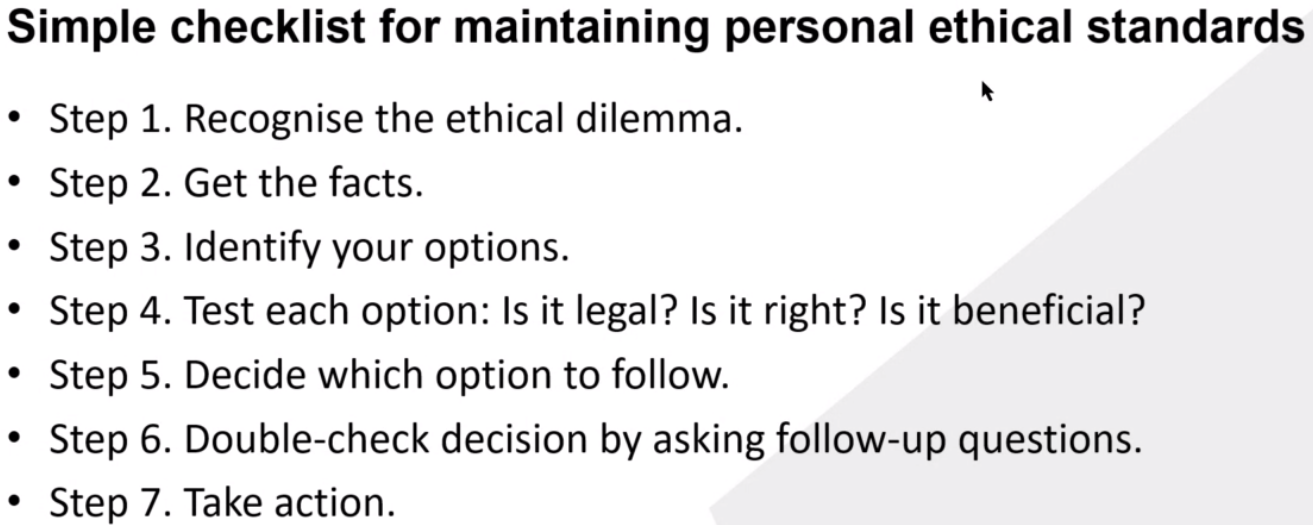 Simple checklist for maintaining personal ethical standards
• Step 1. Recognise the ethical dilemma.
• Step 2. Get the facts.
• Step 3. Identify your options.
• Step 4. Test each option: Is it legal? Is it right? Is it beneficial?
• Step 5. Decide which option to follow.
• Step 6. Double-check decision by asking follow-up questions.
• Step 7. Take action.